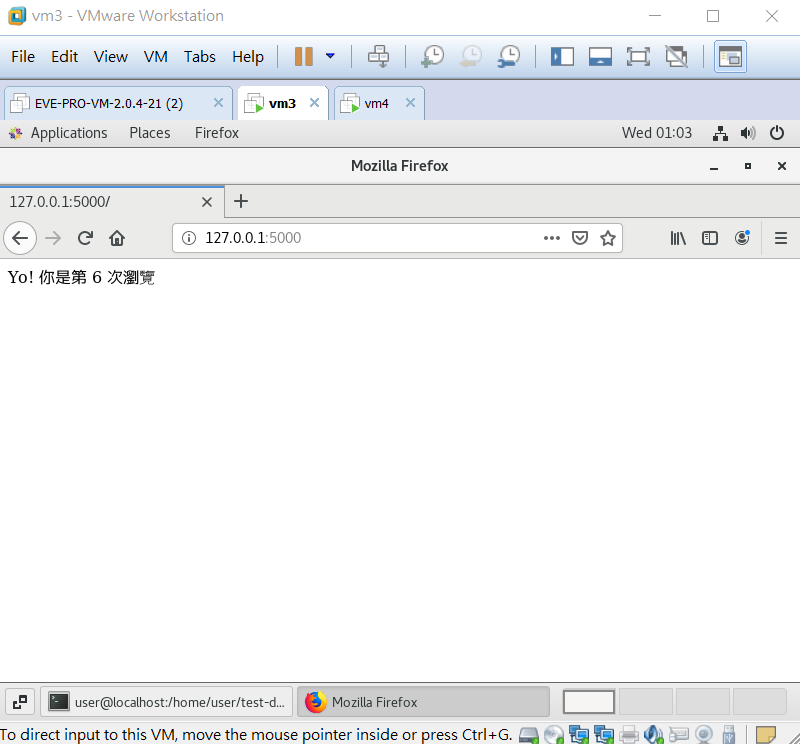 vm3 - VMware Workstation
File Edit View VM Tabs Help
EVE-PRO-VM-2.0.4-21 (2) vm3 vm4
Applications Places Firefox Wed 01:03
Mozilla Firefox
127.0.0.1:5000/
127.0.0.1:5000
Yo! 你是第 6 次瀏覽
user@localhost:/home/user/test-d... Mozilla Firefox
To direct input to this VM, move the mouse pointer inside or press Ctrl+G.